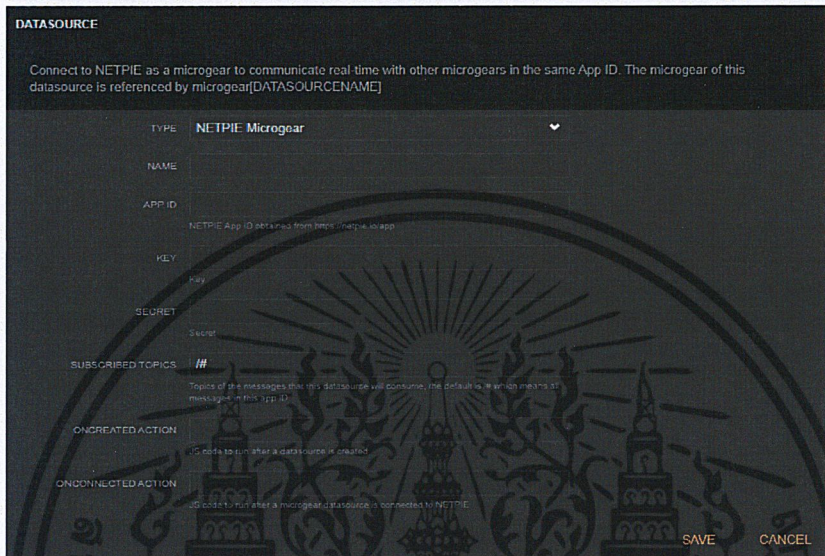 DATASOURCE
Connect to NETPIE as a microgear to communicate real-time with other microgears in the same App ID. The microgear of this
datasource is referenced by microgear[DATASOURCENAME]
TYPE NETPIE Microgear
NAME
APP ID
NETPIE App ID obtained from https://netpie.io/app
KEY
Key
SECRET
Secret
SUBSCRIBED TOPICS /#
Topics of the messages that this datasource will consume, the default is /# which means all
messages in this app ID
ONCREATED ACTION
JS code to run after a datasource is created
ONCONNECTED ACTION
JS code to run after a microgear datasource is connected to NETPIE
SAVE CANCEL